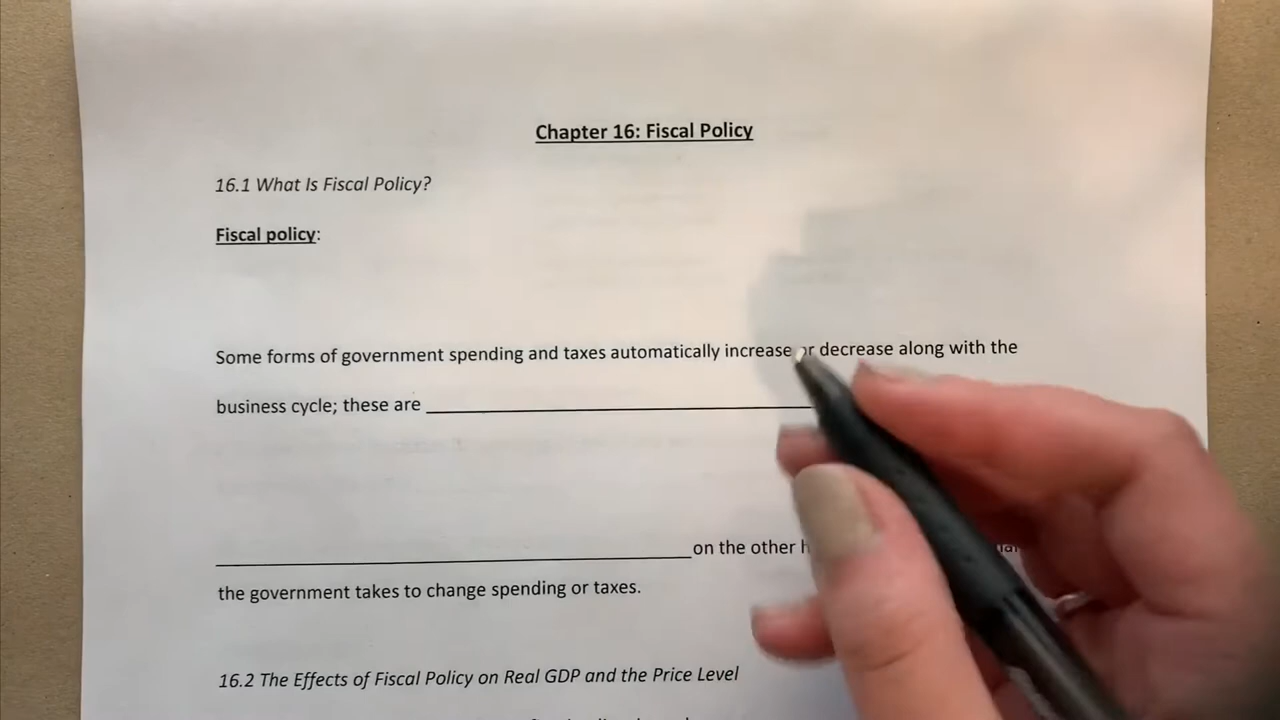 Chapter 16: Fiscal Policy
16.1 What Is Fiscal Policy?
Fiscal policy:
Some forms of government spending and taxes automatically increase or decrease along with the
business cycle; these are
on the other
the government takes to change spending or taxes.
16.2 The Effects of Fiscal Policy on Real GDP and the Price Level